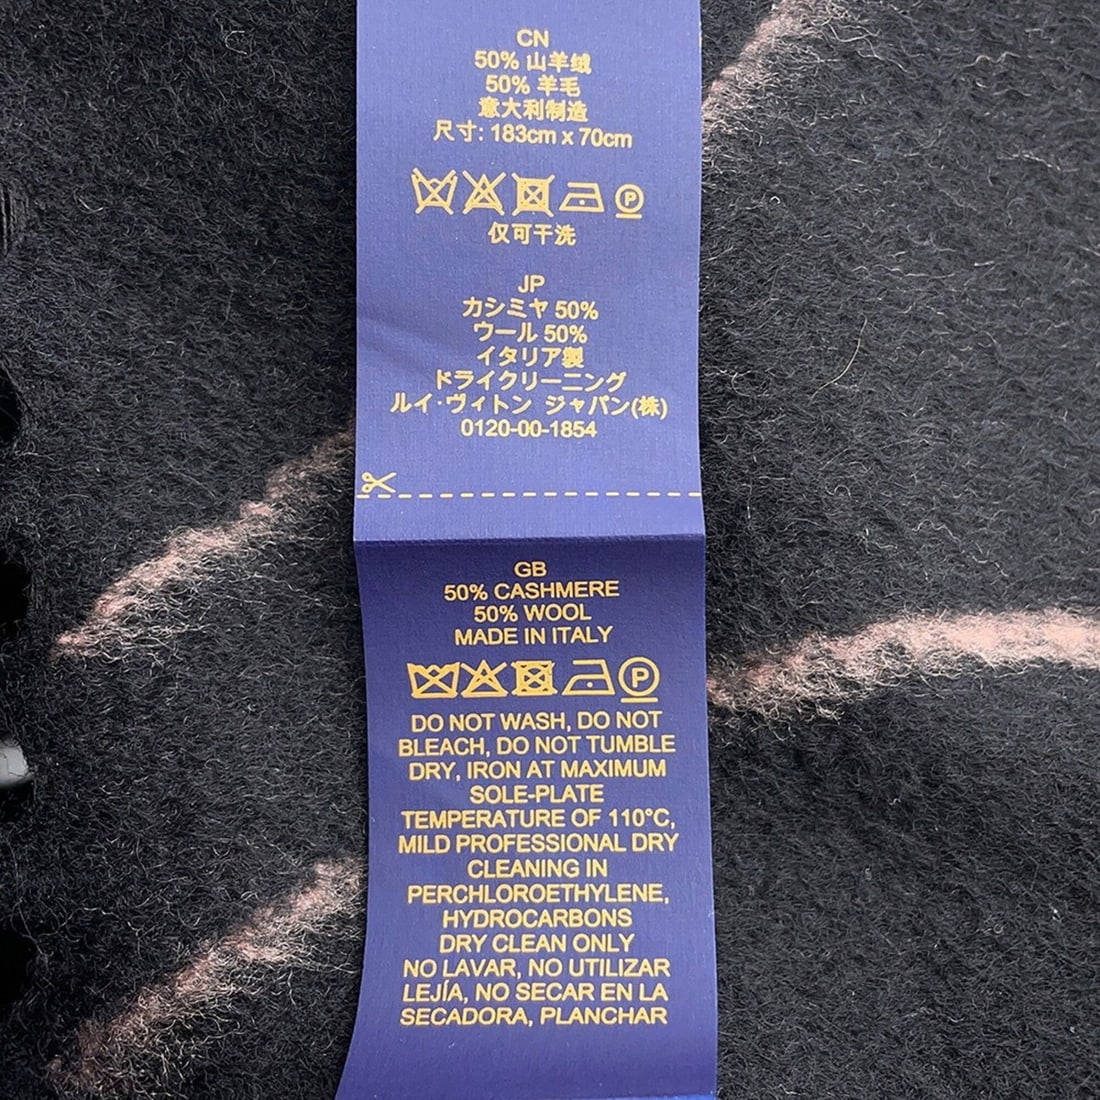 CN
50% 山羊绒
50% 羊毛
意大利制造
尺寸: 183cm x 70cm
P
仅可干洗
JP
カシミヤ 50%
ウール 50%
イタリア製
ドライクリーニング
ルイ·ヴィトン ジャパン(株)
0120-00-1854
GB
50% CASHMERE
50% WOOL
MADE IN ITALY
P
DO NOT WASH, DO NOT
BLEACH, DO NOT TUMBLE
DRY, IRON AT MAXIMUM
SOLE-PLATE
TEMPERATURE OF 110°C,
MILD PROFESSIONAL DRY
CLEANING IN
PERCHLOROETHYLENE,
HYDROCARBONS
DRY CLEAN ONLY
NO LAVAR, NO UTILIZAR
LEJÍA, NO SECAR EN LA
SECADORA, PLANCHAR